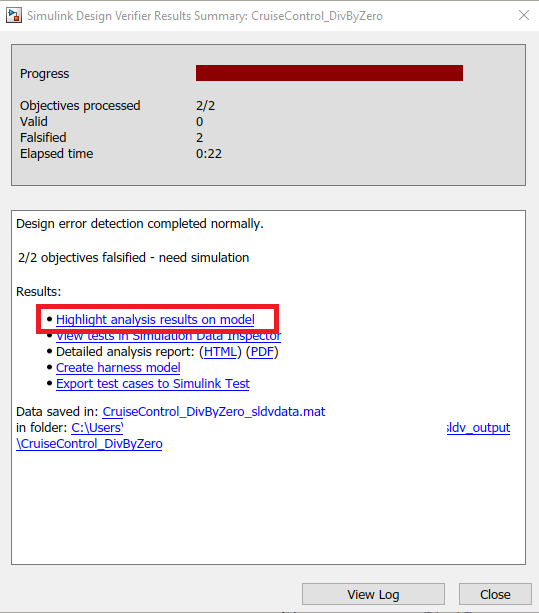 Simulink Design Verifier Results Summary: CruiseControl_DivByZero
Progress
Objectives processed 2/2
Valid 0
Falsified 2
Elapsed time 0:22
Design error detection completed normally.
2/2 objectives falsified - need simulation
Results:
• Highlight analysis results on model
• View tests in Simulation Data Inspector
• Detailed analysis report: (HTML) (PDF)
• Create harness model
• Export test cases to Simulink Test
Data saved in: CruiseControl_DivByZero_sldvdata.mat
in folder: C:\Users\ sldv_output
\CruiseControl_DivByZero
View Log Close